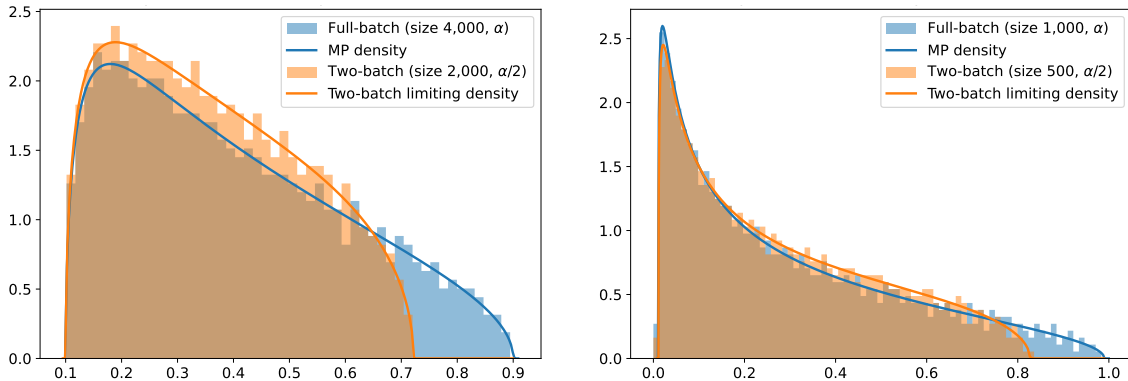 2.5
2.0
1.5
1.0
0.5
0.0
0.1 0.2 0.3 0.4 0.5 0.6 0.7 0.8 0.9
Full-batch (size 4,000, α)
MP density
Two-batch (size 2,000, α/2)
Two-batch limiting density
2.5
2.0
1.5
1.0
0.5
0.0
0.0 0.2 0.4 0.6 0.8 1.0
Full-batch (size 1,000, α)
MP density
Two-batch (size 500, α/2)
Two-batch limiting density